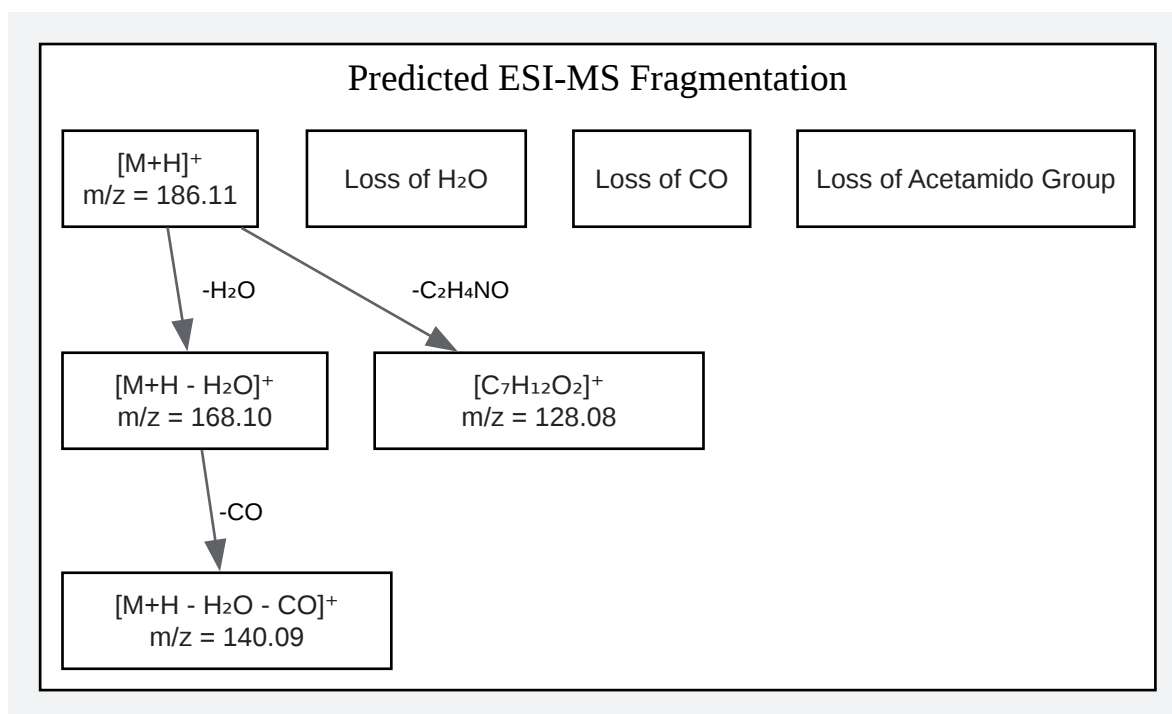 Predicted ESI-MS Fragmentation
[M+H]⁺
m/z = 186.11
Loss of H₂O
Loss of CO
Loss of Acetamido Group
-H₂O
-C₂H₄NO
[M+H - H₂O]⁺
m/z = 168.10
[C₇H₁₂O₂]⁺
m/z = 128.08
-CO
[M+H - H₂O - CO]⁺
m/z = 140.09